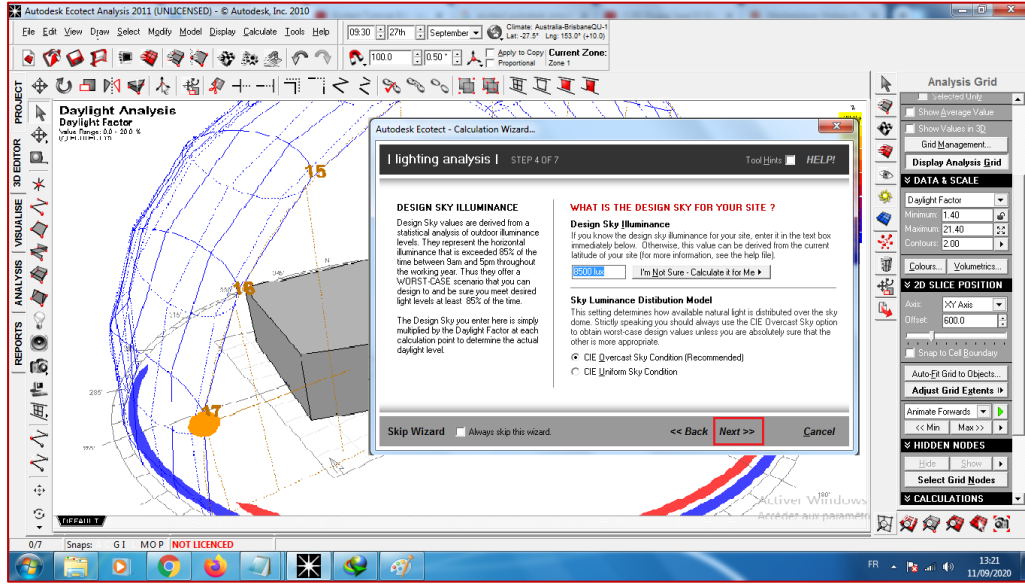 Autodesk Ecotect Analysis 2011 (UNLICENSED) - © Autodesk, Inc. 2010
File Edit View Draw Select Modify Model Display Calculate Tools Help
09:30 27th September
Climate: Australia-BrisbaneQU-1
Lat: -27.5° Lng: 153.0° (+10.0)
100.0 0.50° Apply to Copy Proportional
Current Zone:
Zone 1
PROJECT
3D EDITOR
VISUALISE
ANALYSIS
REPORTS
Daylight Analysis
Daylight Factor
Value Range: 0.0 - 20.0 %
15
16
17
345°
N
315°
285°
180°
Autodesk Ecotect - Calculation Wizard...
| lighting analysis | STEP 4 OF 7
Tool Hints HELP!
DESIGN SKY ILLUMINANCE
Design Sky values are derived from a
statistical analysis of outdoor illuminance
levels. They represent the horizontal
illuminance that is exceeded 85% of the
time between 9am and 5pm throughout
the working year. Thus they offer a
WORST-CASE scenario that you can
design to and be sure you meet desired
light levels at least 85% of the time.
The Design Sky you enter here is simply
multiplied by the Daylight Factor at each
calculation point to determine the actual
daylight level.
WHAT IS THE DESIGN SKY FOR YOUR SITE ?
Design Sky Illuminance
If you know the design sky illuminance for your site, enter it in the text box
immediately below. Otherwise, this value can be derived from the current
latitude of your site (for more information, see the help file).
8500 lux I'm Not Sure - Calculate it for Me
Sky Luminance Distibution Model
This setting determines how available natural light is distributed over the sky
dome. Strictly speaking you should always use the CIE Overcast Sky option
to obtain worst-case design values unless you are absolutely sure that the
other is more appropriate.
CIE Overcast Sky Condition (Recommended)
CIE Uniform Sky Condition
Skip Wizard Always skip this wizard.
<< Back Next >> Cancel
Analysis Grid
Selected Only
Show Average Value
Show Values in 3D
Grid Management...
Display Analysis Grid
DATA & SCALE
Daylight Factor
Minimum: 1.40
Maximum: 21.40
Contours: 2.00
Colours... Volumetrics...
2D SLICE POSITION
Axis: XY Axis
Offset: 600.0
Snap to Cell Boundary
Auto-Fit Grid to Objects...
Adjust Grid Extents
Animate Forwards
<< Min Max >>
HIDDEN NODES
Hide Show
Select Grid Nodes
CALCULATIONS
Activer Windows
Accéder aux paramètr
DEFAULT
0/7 Snaps: G I M O P NOT LICENCED
FR
13:21
11/09/2020